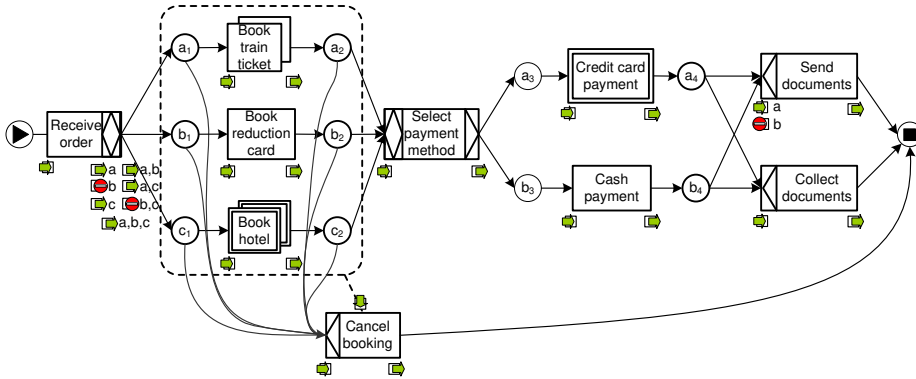 Book
train
ticket
a1
a2
Receive
order
b1
Book
reduction
card
b2
Select
payment
method
c1
Book
hotel
c2
a3
Credit card
payment
a4
Send
documents
b3
Cash
payment
b4
Collect
documents
a
b
a a,b
b a,c
c b,c
a,b,c
Cancel
booking